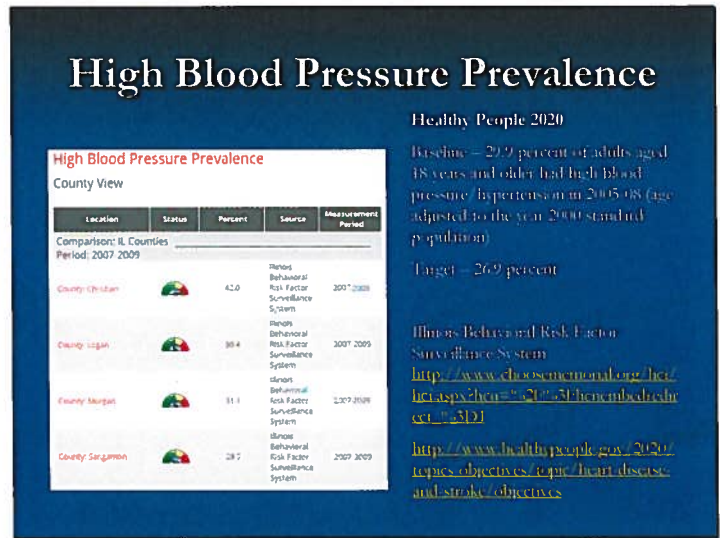 High Blood Pressure Prevalence
High Blood Pressure Prevalence
County View
Location Status Percent Source Measurement Period
Comparison: IL Counties
Period: 2007-2009
County: Christian 42.0 Illinois Behavioral Risk Factor Surveillance System 2007-2009
County: Logan Illinois Behavioral Risk Factor Surveillance System 2007-2009
County: Morgan Illinois Behavioral Risk Factor Surveillance System 2007-2009
County: Sangamon Illinois Behavioral Risk Factor Surveillance System 2007-2009
Healthy People 2020
Baseline – 29.9 percent of adults aged
18 years and older had high blood
pressure/hypertension in 2005-08 (age
adjusted to the year 2000 standard
population)
Target – 26.9 percent
Illinois Behavioral Risk Factor
Surveillance System
http://www.choosememorial.org/hci/
http://www.healthypeople.gov/2020/
topics-objectives/topic/heart-disease-
and-stroke/objectives